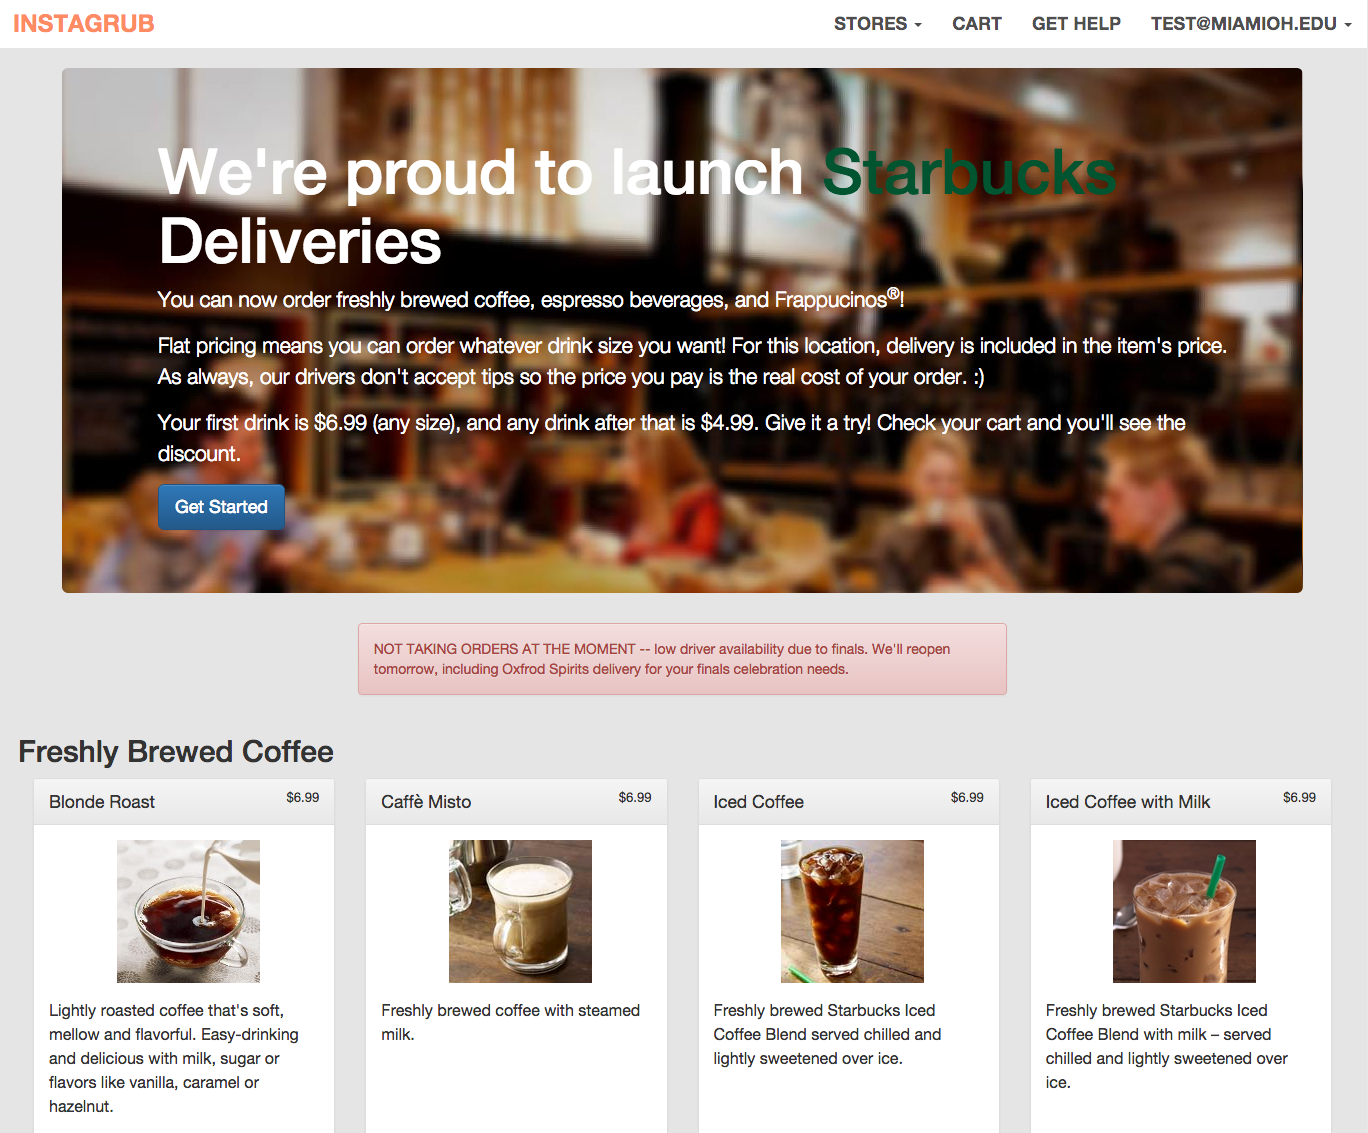 INSTAGRUB
STORES CART GET HELP TEST@MIAMIOH.EDU
We're proud to launch Starbucks
Deliveries
You can now order freshly brewed coffee, espresso beverages, and Frappucinos®!
Flat pricing means you can order whatever drink size you want! For this location, delivery is included in the item's price.
As always, our drivers don't accept tips so the price you pay is the real cost of your order. :)
Your first drink is $6.99 (any size), and any drink after that is $4.99. Give it a try! Check your cart and you'll see the
discount.
Get Started
NOT TAKING ORDERS AT THE MOMENT -- low driver availability due to finals. We'll reopen
tomorrow, including Oxfrod Spirits delivery for your finals celebration needs.
Freshly Brewed Coffee
Blonde Roast $6.99
Lightly roasted coffee that's soft,
mellow and flavorful. Easy-drinking
and delicious with milk, sugar or
flavors like vanilla, caramel or
hazelnut.
Caffè Misto $6.99
Freshly brewed coffee with steamed
milk.
Iced Coffee $6.99
Freshly brewed Starbucks Iced
Coffee Blend served chilled and
lightly sweetened over ice.
Iced Coffee with Milk $6.99
Freshly brewed Starbucks Iced
Coffee Blend with milk – served
chilled and lightly sweetened over
ice.